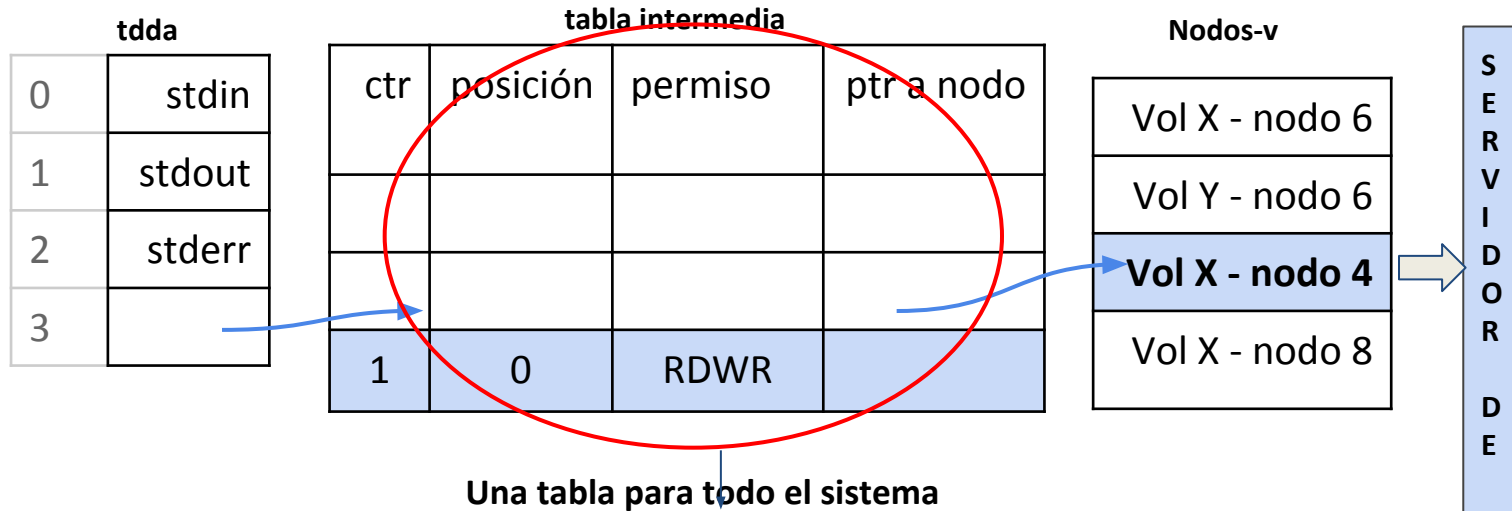 tdda
tabla intermedia
Nodos-v
0 stdin
1 stdout
2 stderr
3
ctr posición permiso ptr a nodo
1 0 RDWR
Vol X - nodo 6
Vol Y - nodo 6
Vol X - nodo 4
Vol X - nodo 8
S
E
R
V
I
D
O
R
D
E
Una tabla para todo el sistema